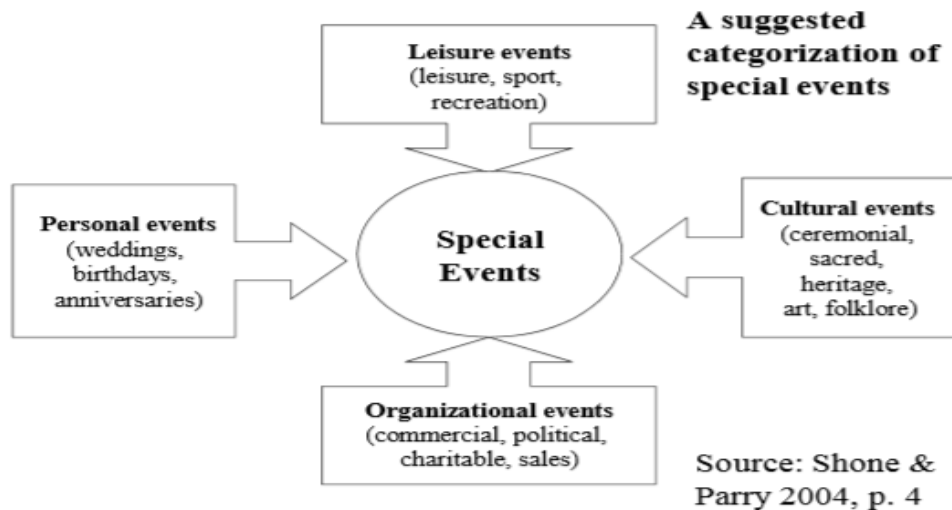 A suggested
categorization of
special events
Leisure events
(leisure, sport,
recreation)
Personal events
(weddings,
birthdays,
anniversaries)
Special
Events
Cultural events
(ceremonial,
sacred,
heritage,
art, folklore)
Organizational events
(commercial, political,
charitable, sales)
Source: Shone &
Parry 2004, p. 4